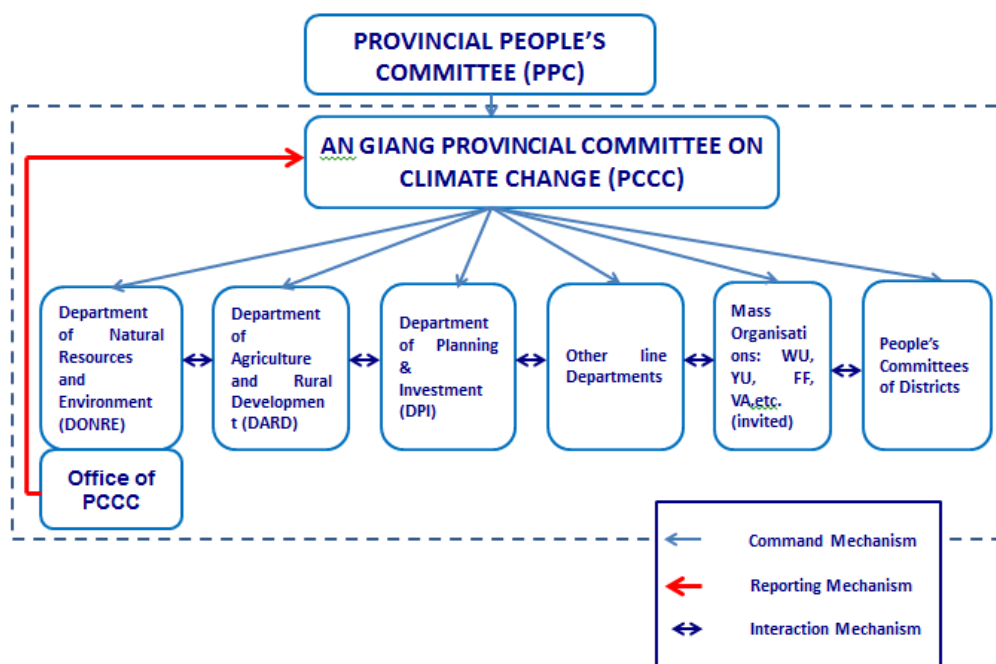 PROVINCIAL PEOPLE'S
COMMITTEE (PPC)
AN GIANG PROVINCIAL COMMITTEE ON
CLIMATE CHANGE (PCCC)
Department
of Natural
Resources
and
Environment
(DONRE)
Office of
PCCC
Department
of
Agriculture
and Rural
Developmen
t (DARD)
Department
of Planning
&
Investment
(DPI)
Other line
Departments
Mass
Organisati
ons: WU,
YU, FF,
VA,etc.
(invited)
People's
Committees
of Districts
Command Mechanism
Reporting Mechanism
Interaction Mechanism